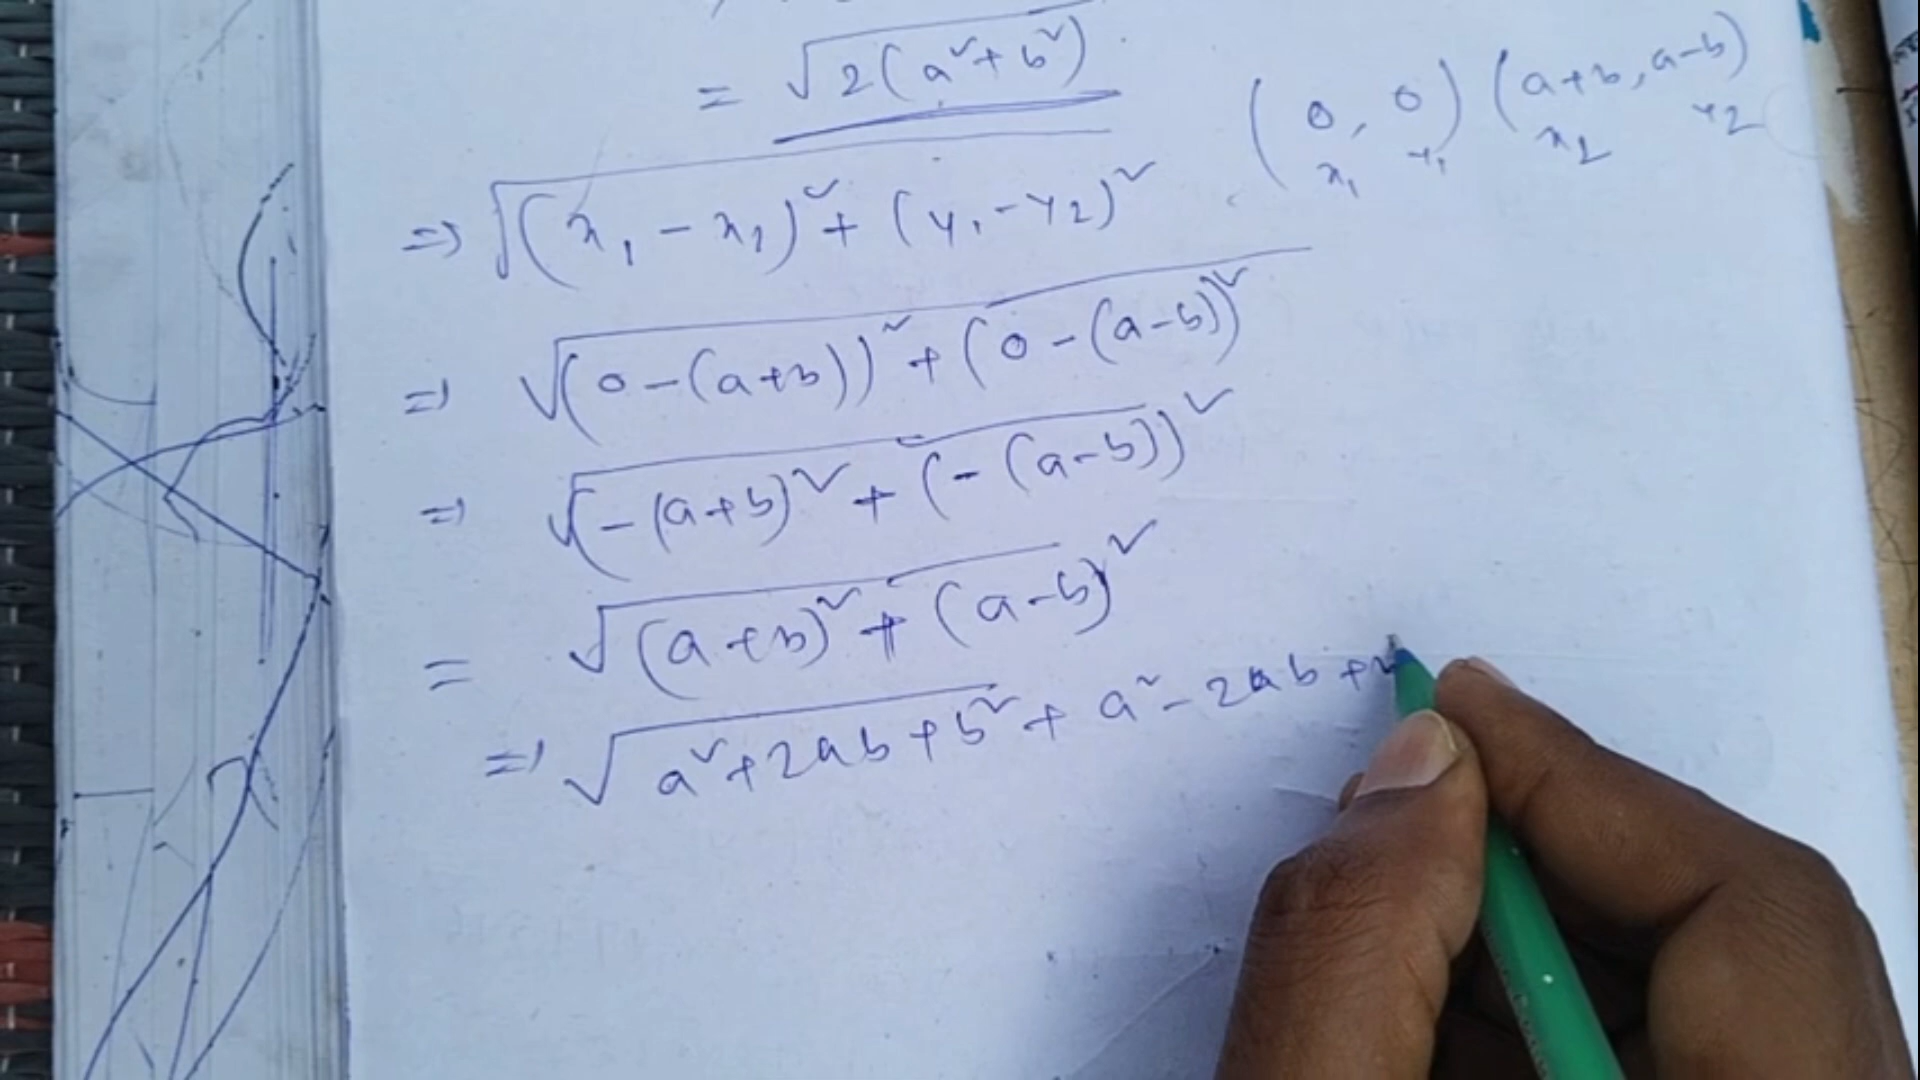 = √2(a²+b²)
(0, 0) (a+b, a-b)
x₁ y₁ x₂ y₂
=> √(x₁ - x₂)² + (y₁ - y₂)²
=> √(0-(a+b))² + (0-(a-b))²
=> √(-(a+b)² + (-(a-b))²
= √(a+b)² + (a-b)²
=> √a²+2ab+b² + a²-2ab+